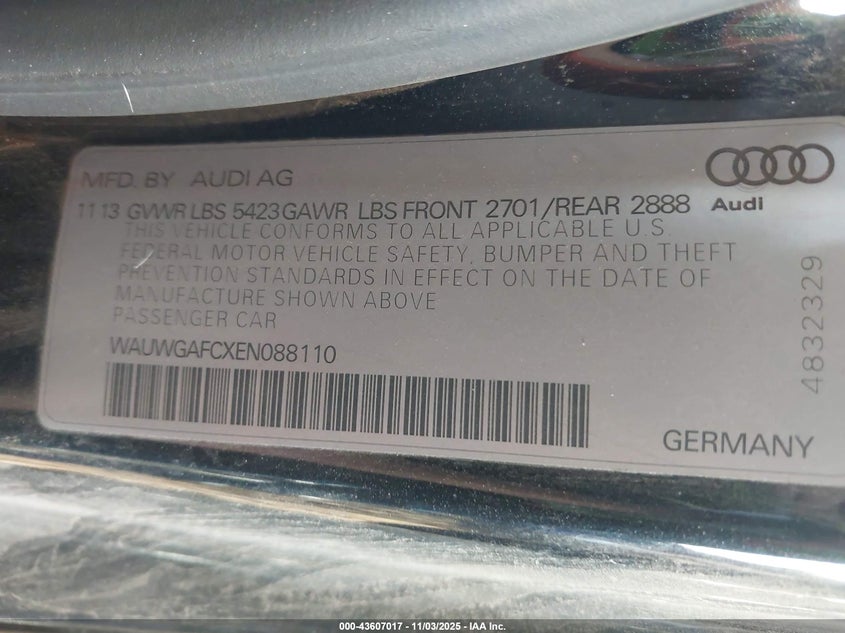 MFD. BY AUDI AG
11 13 GVWR LBS 5423 GAWR LBS FRONT 2701/REAR 2888
Audi
THIS VEHICLE CONFORMS TO ALL APPLICABLE U.S.
FEDERAL MOTOR VEHICLE SAFETY, BUMPER AND THEFT
PREVENTION STANDARDS IN EFFECT ON THE DATE OF
MANUFACTURE SHOWN ABOVE
PASSENGER CAR
WAUWGAFCXEN088110
4832329
GERMANY
000-43607017 - 11/03/2025 - IAA Inc.